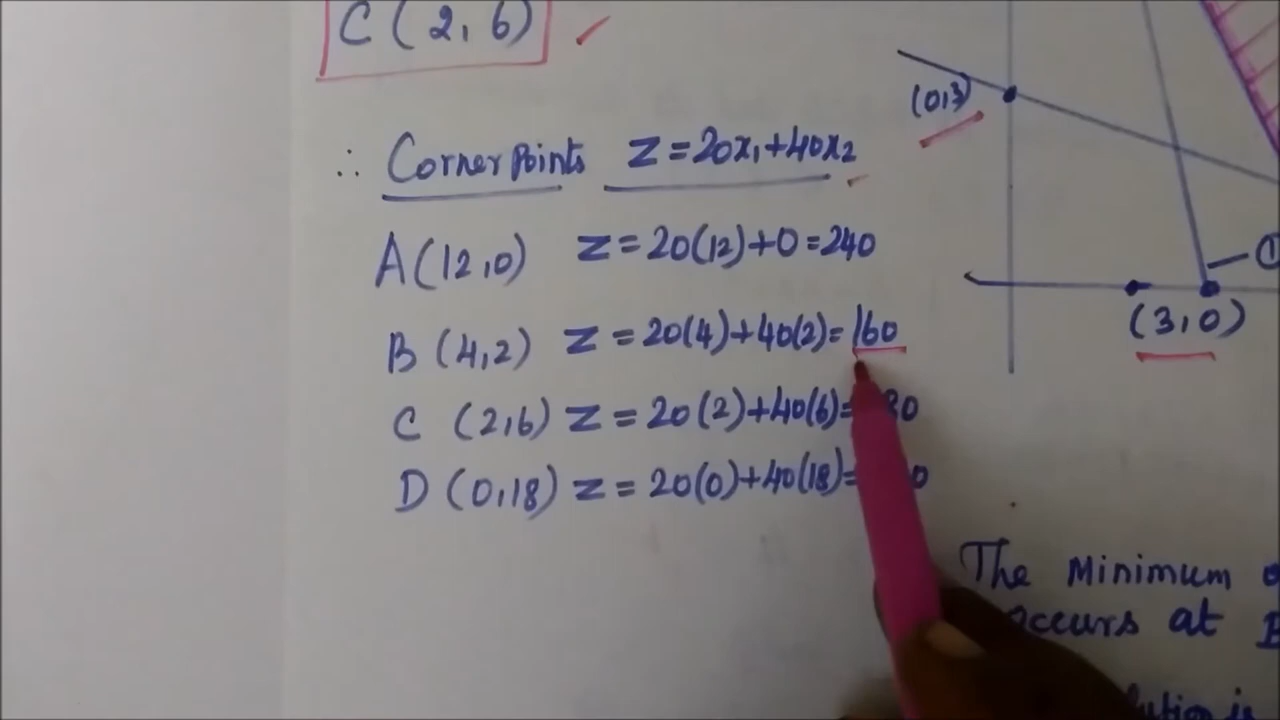 C (2, 6)
(0,3)
∴ Corner points Z = 20x₁+40x₂
A(12,0) Z = 20(12)+0 = 240
(3,0)
B (4,2) Z = 20(4)+40(2) = 160
C (2,6) Z = 20(2)+40(6)=
D (0,18) Z = 20(0)+40(18)=
The Minimum
occurs at
is